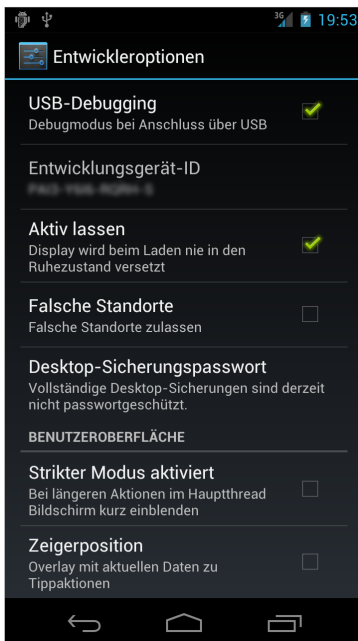 3G
19:53
Entwickleroptionen
USB-Debugging
Debugmodus bei Anschluss über USB
Entwicklungsgerät-ID
Aktiv lassen
Display wird beim Laden nie in den
Ruhezustand versetzt
Falsche Standorte
Falsche Standorte zulassen
Desktop-Sicherungspasswort
Vollständige Desktop-Sicherungen sind derzeit
nicht passwortgeschützt.
BENUTZEROBERFLÄCHE
Strikter Modus aktiviert
Bei längeren Aktionen im Hauptthread
Bildschirm kurz einblenden
Zeigerposition
Overlay mit aktuellen Daten zu
Tippaktionen